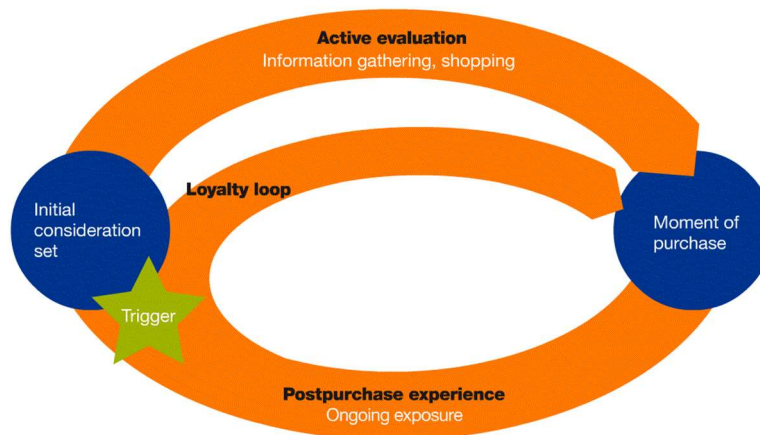 Active evaluation
Information gathering, shopping
Loyalty loop
Initial
consideration
set
Moment of
purchase
Trigger
Postpurchase experience
Ongoing exposure